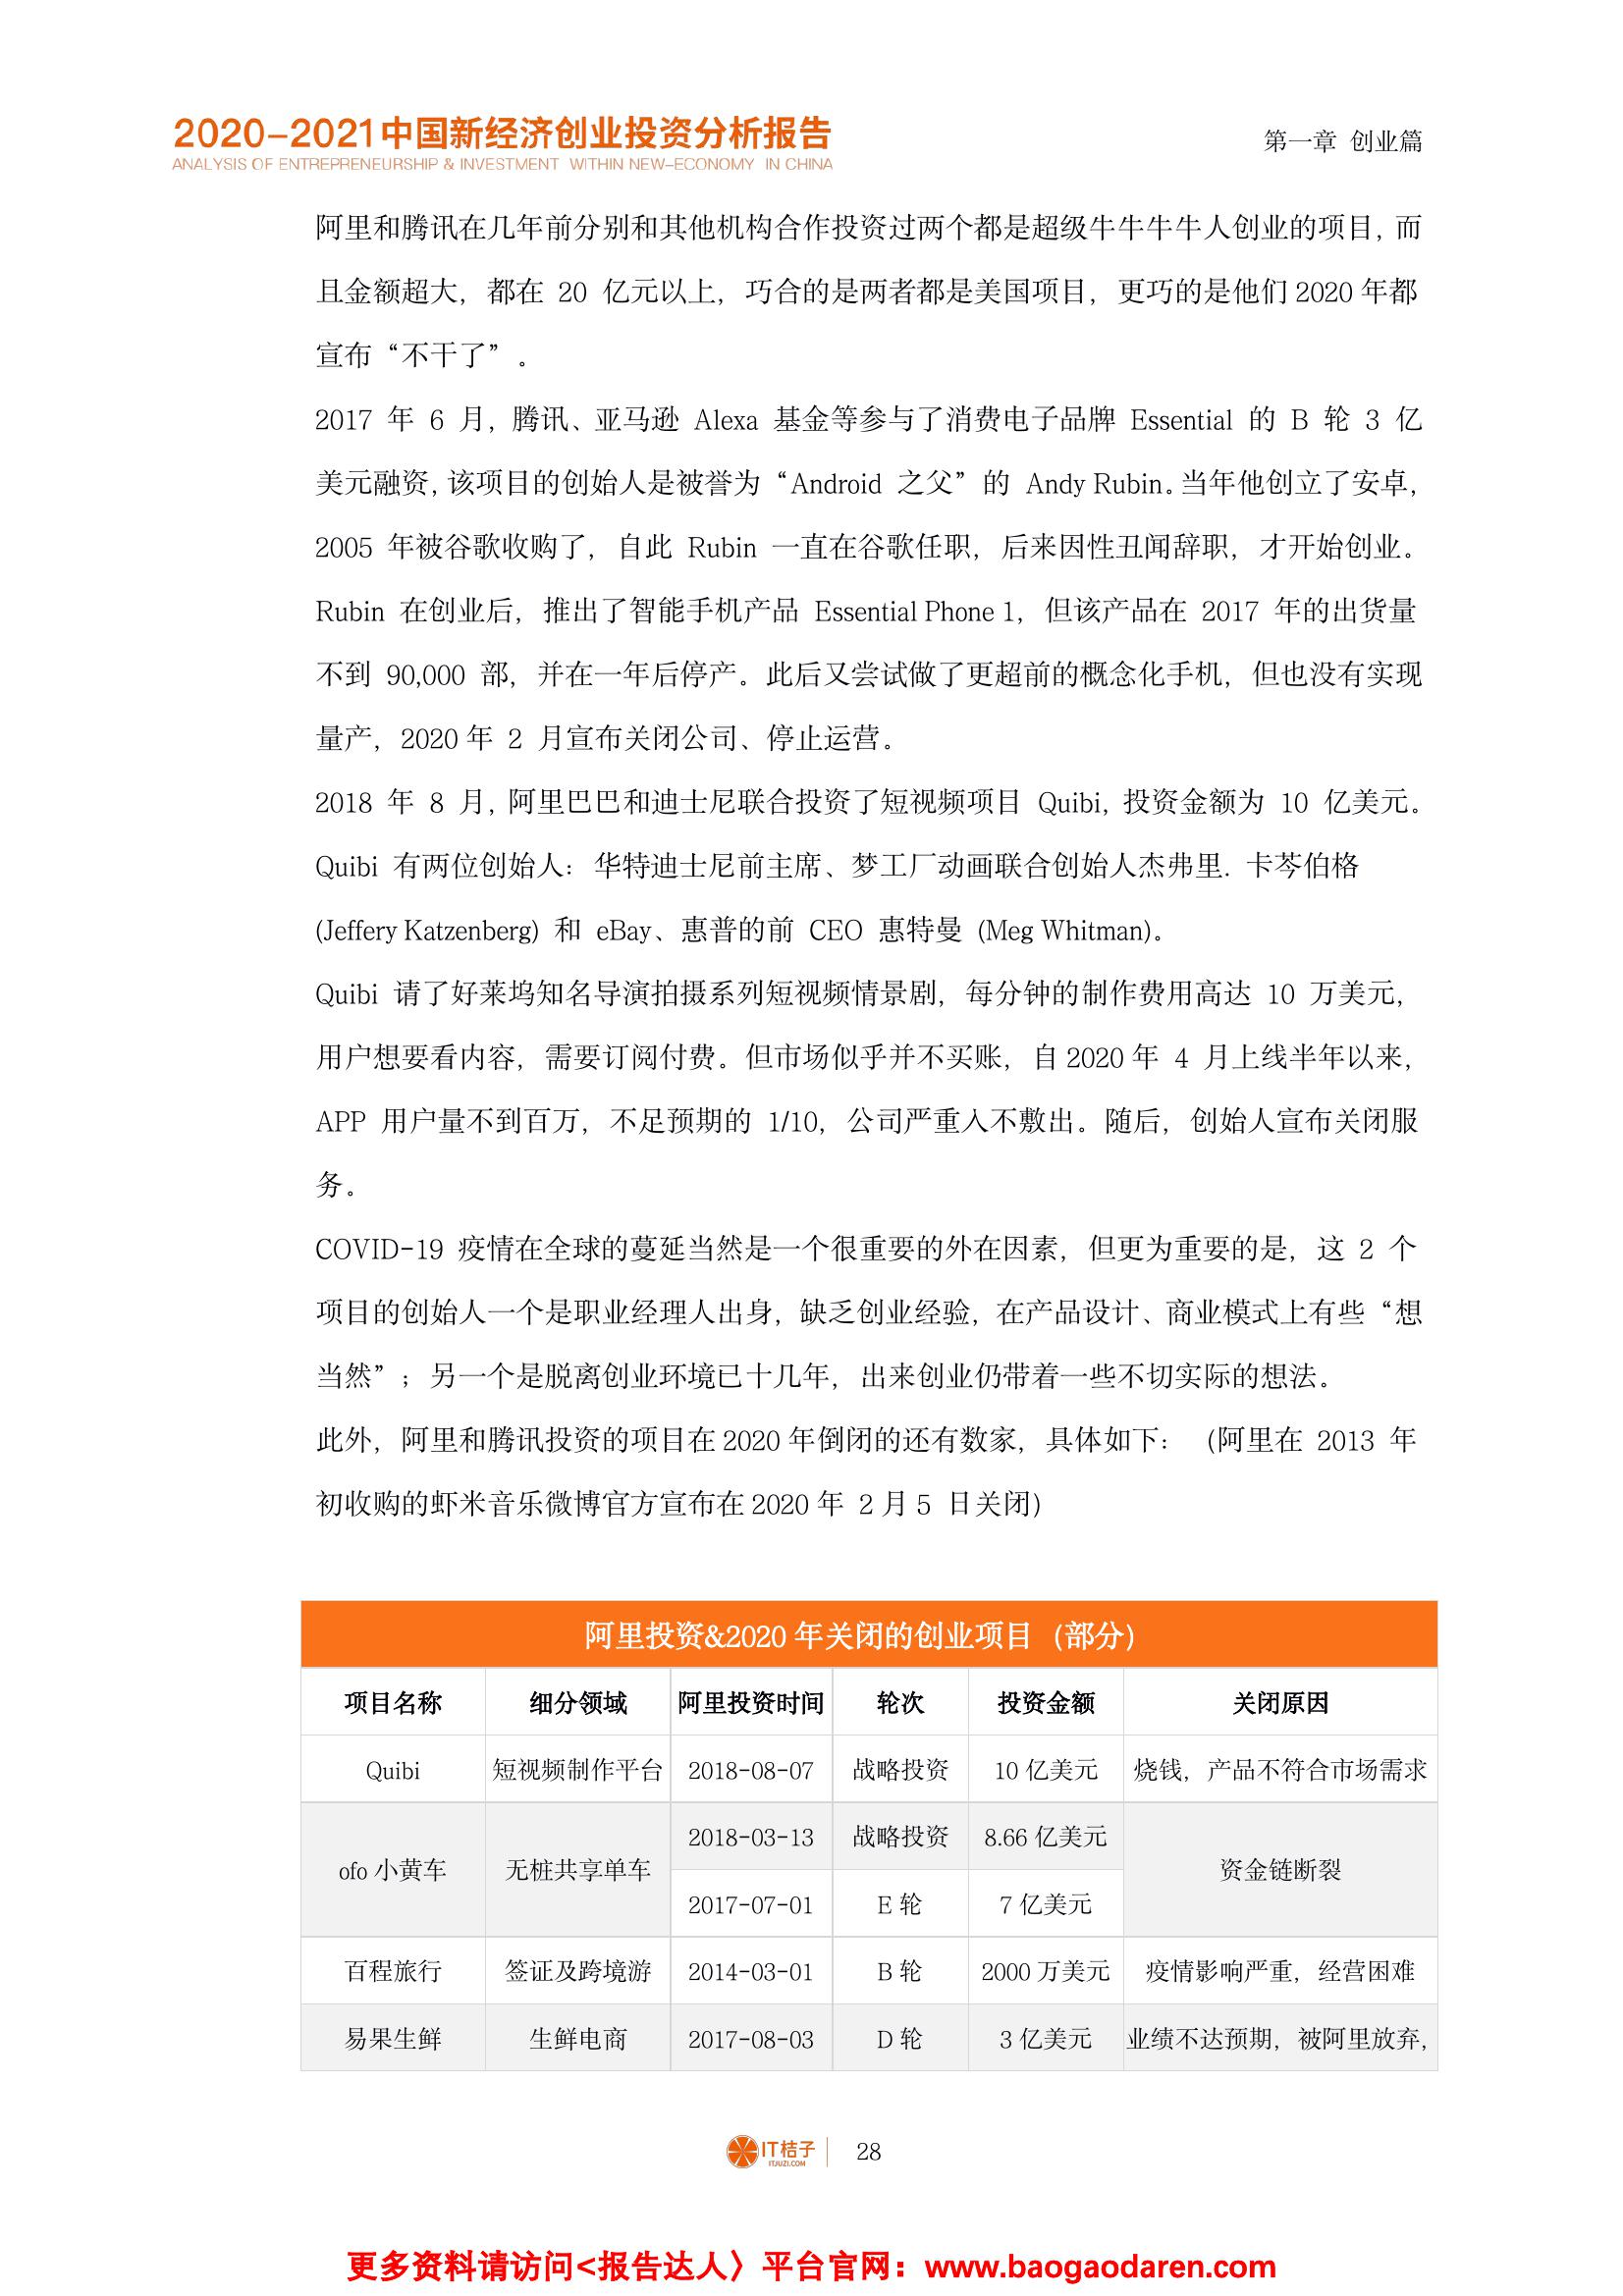 2020-2021中国新经济创业投资分析报告
ANALYSIS OF ENTREPRENEURSHIP & INVESTMENT WITHIN NEW-ECONOMY IN CHINA
第一章 创业篇
阿里和腾讯在几年前分别和其他机构合作投资过两个都是超级牛牛牛牛人创业的项目，而
且金额超大，都在 20 亿元以上，巧合的是两者都是美国项目，更巧的是他们 2020 年都
宣布“不干了”。
2017 年 6 月，腾讯、亚马逊 Alexa 基金等参与了消费电子品牌 Essential 的 B 轮 3 亿
美元融资，该项目的创始人是被誉为“Android 之父”的 Andy Rubin。当年他创立了安卓，
2005 年被谷歌收购了，自此 Rubin 一直在谷歌任职，后来因性丑闻辞职，才开始创业。
Rubin 在创业后，推出了智能手机产品 Essential Phone 1，但该产品在 2017 年的出货量
不到 90,000 部，并在一年后停产。此后又尝试做了更超前的概念化手机，但也没有实现
量产，2020 年 2 月宣布关闭公司、停止运营。
2018 年 8 月，阿里巴巴和迪士尼联合投资了短视频项目 Quibi，投资金额为 10 亿美元。
Quibi 有两位创始人：华特迪士尼前主席、梦工厂动画联合创始人杰弗里. 卡芩伯格
(Jeffery Katzenberg) 和 eBay、惠普的前 CEO 惠特曼 (Meg Whitman)。
Quibi 请了好莱坞知名导演拍摄系列短视频情景剧，每分钟的制作费用高达 10 万美元，
用户想要看内容，需要订阅付费。但市场似乎并不买账，自 2020 年 4 月上线半年以来，
APP 用户量不到百万，不足预期的 1/10，公司严重入不敷出。随后，创始人宣布关闭服
务。
COVID-19 疫情在全球的蔓延当然是一个很重要的外在因素，但更为重要的是，这 2 个
项目的创始人一个是职业经理人出身，缺乏创业经验，在产品设计、商业模式上有些“想
当然”；另一个是脱离创业环境已十几年，出来创业仍带着一些不切实际的想法。
此外，阿里和腾讯投资的项目在 2020 年倒闭的还有数家，具体如下：（阿里在 2013 年
初收购的虾米音乐微博官方宣布在 2020 年 2 月 5 日关闭）
阿里投资&2020 年关闭的创业项目（部分）
项目名称 细分领域 阿里投资时间 轮次 投资金额 关闭原因
Quibi 短视频制作平台 2018-08-07 战略投资 10 亿美元 烧钱，产品不符合市场需求
ofo 小黄车 无桩共享单车 2018-03-13 战略投资 8.66 亿美元 资金链断裂
2017-07-01 E 轮 7 亿美元
百程旅行 签证及跨境游 2014-03-01 B 轮 2000 万美元 疫情影响严重，经营困难
易果生鲜 生鲜电商 2017-08-03 D 轮 3 亿美元 业绩不达预期，被阿里放弃，
IT桔子 28
ITJUZI.COM
更多资料请访问<报告达人〉平台官网：www.baogaodaren.com